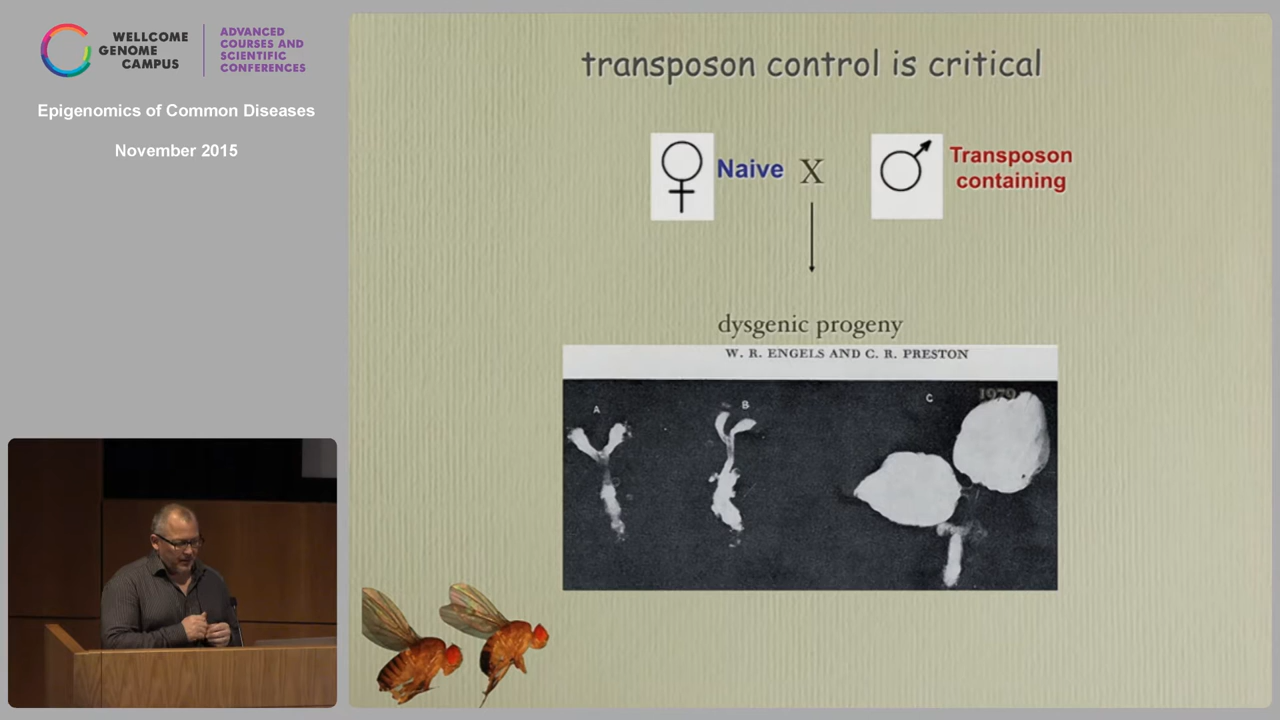 WELLCOME
GENOME
CAMPUS
ADVANCED
COURSES AND
SCIENTIFIC
CONFERENCES
Epigenomics of Common Diseases
November 2015
transposon control is critical
Naive
X
Transposon
containing
dysgenic progeny
W. R. ENGELS AND C. R. PRESTON
1979
A
B
C